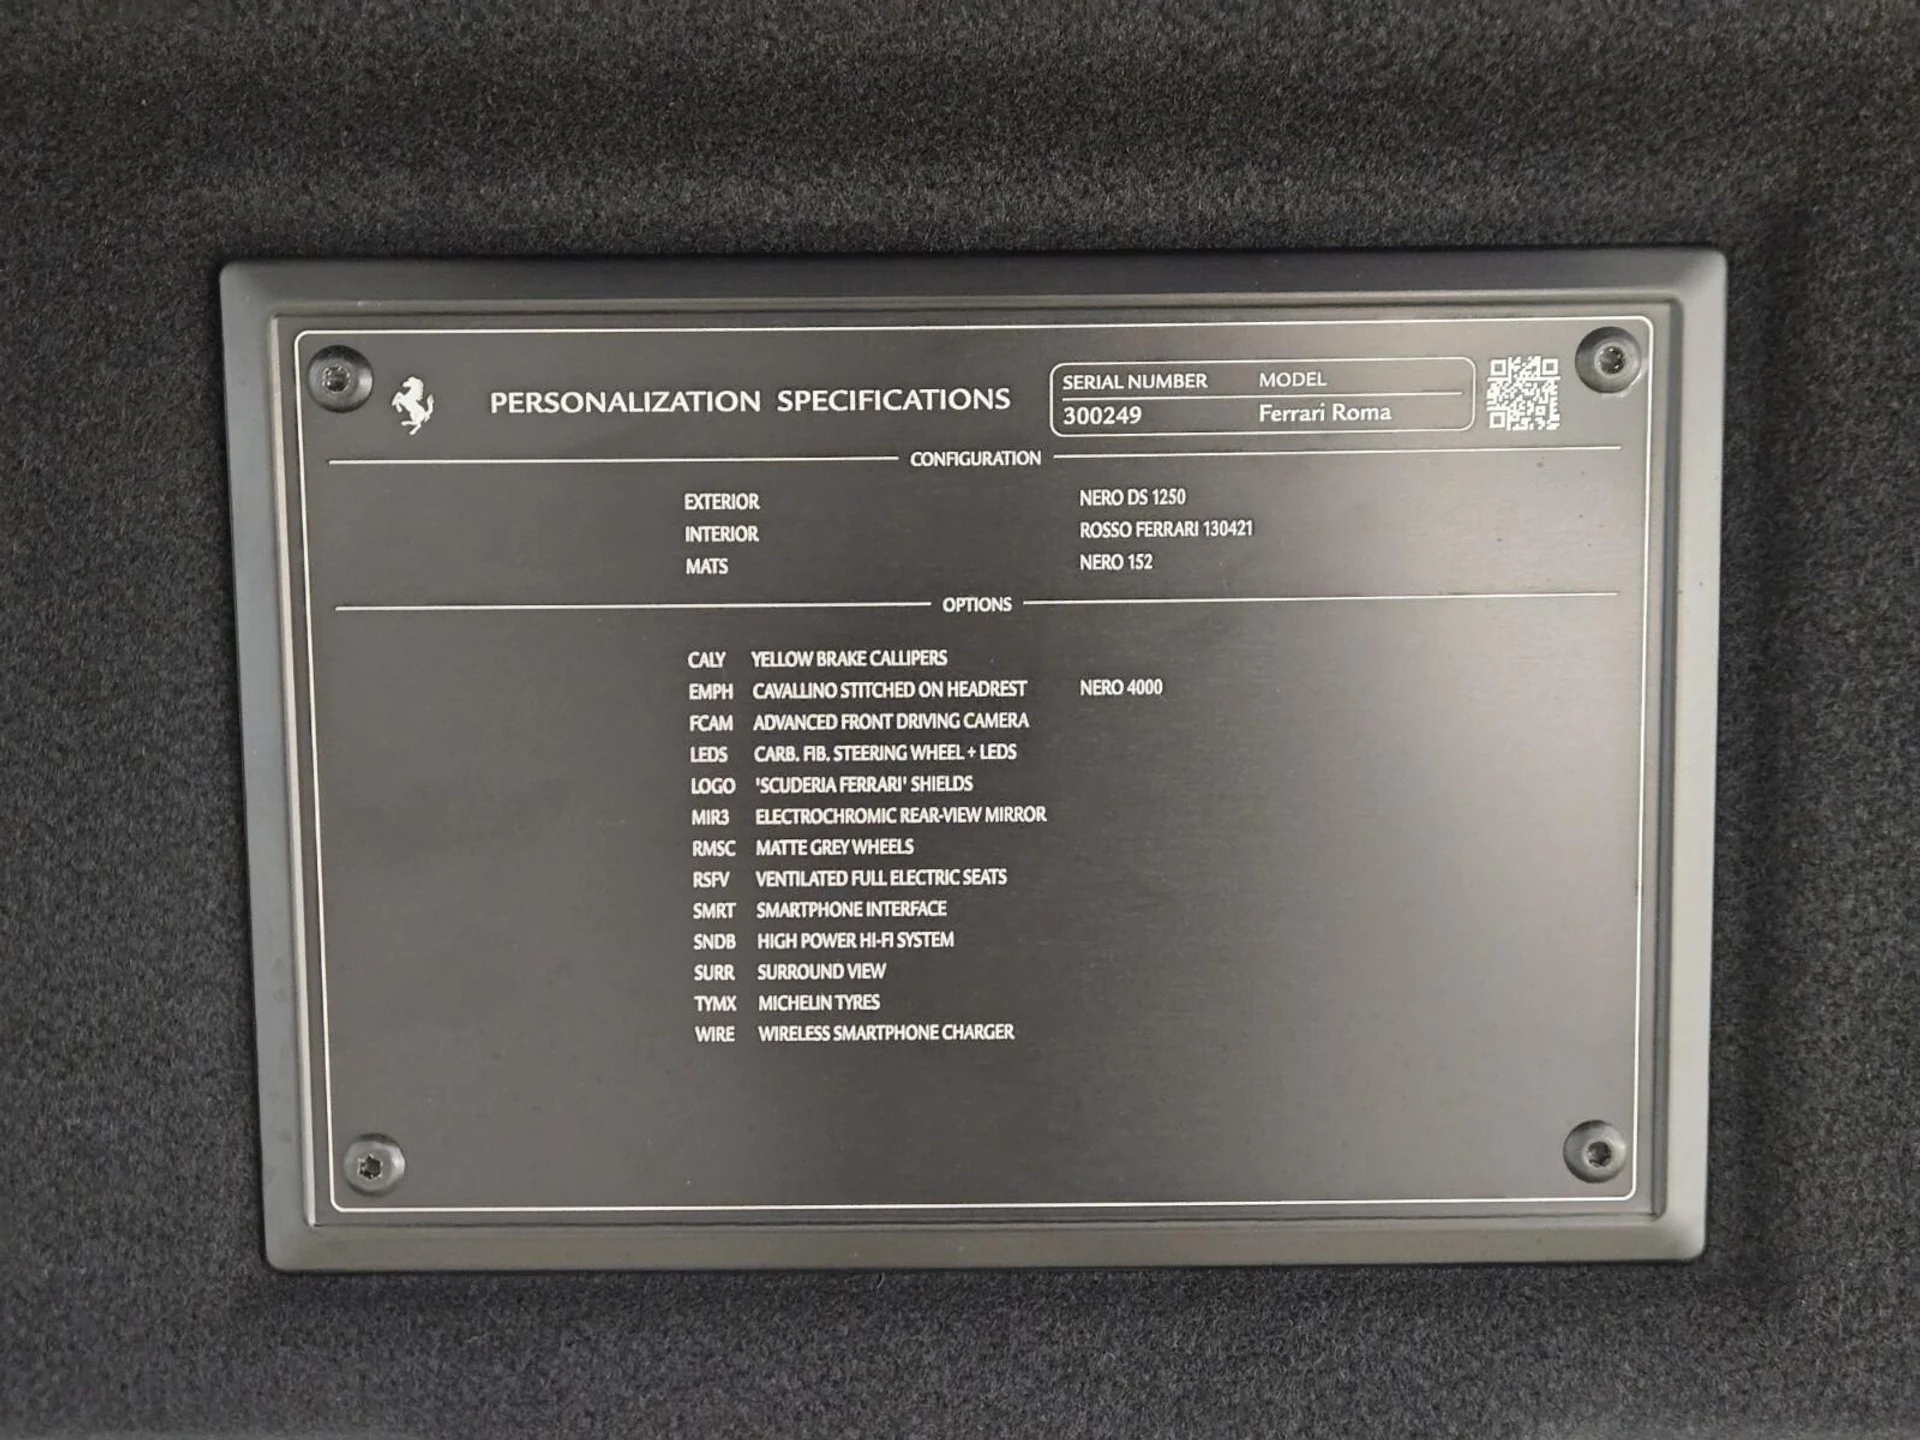 PERSONALIZATION SPECIFICATIONS
SERIAL NUMBER MODEL
300249 Ferrari Roma
CONFIGURATION
EXTERIOR NERO DS 1250
INTERIOR ROSSO FERRARI 130421
MATS NERO 152
OPTIONS
CALY YELLOW BRAKE CALLIPERS
EMPH CAVALLINO STITCHED ON HEADREST NERO 4000
FCAM ADVANCED FRONT DRIVING CAMERA
LEDS CARB. FIB. STEERING WHEEL + LEDS
LOGO 'SCUDERIA FERRARI' SHIELDS
MIR3 ELECTROCHROMIC REAR-VIEW MIRROR
RMSC MATTE GREY WHEELS
RSFV VENTILATED FULL ELECTRIC SEATS
SMRT SMARTPHONE INTERFACE
SNDB HIGH POWER HI-FI SYSTEM
SURR SURROUND VIEW
TYMX MICHELIN TYRES
WIRE WIRELESS SMARTPHONE CHARGER